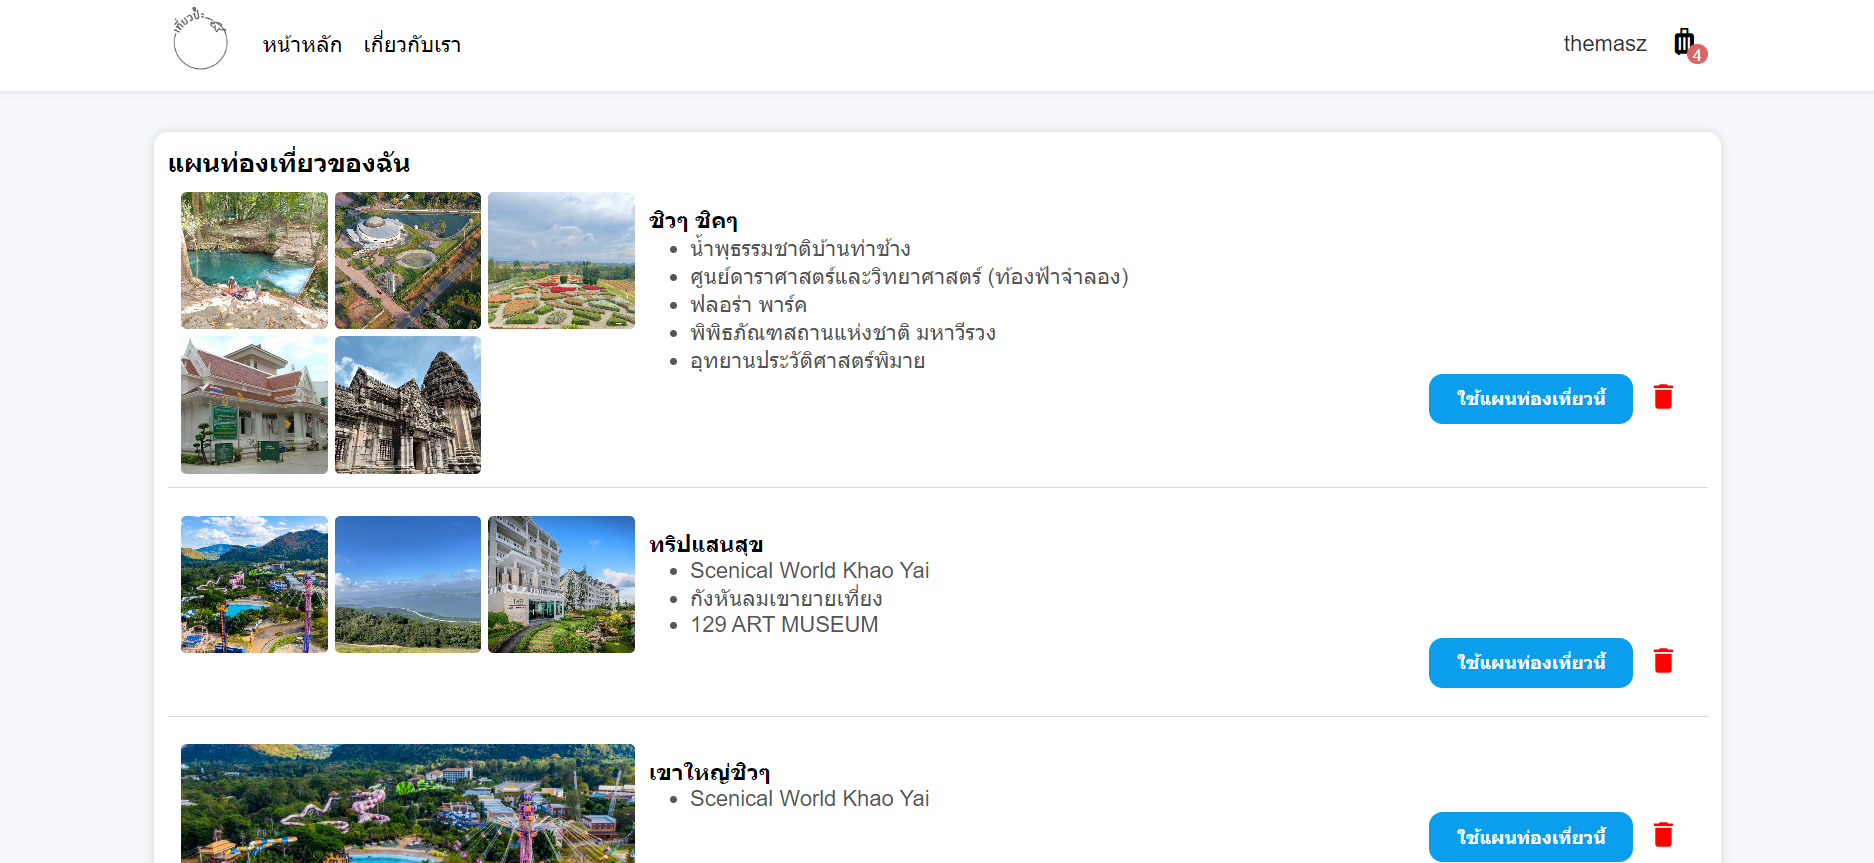 เที่ยวป่ะ
หน้าหลัก เกี่ยวกับเรา
themasz
4
แผนท่องเที่ยวของฉัน
ชิวๆ ชิคๆ
น้ำพุธรรมชาติบ้านท่าช้าง
ศูนย์ดาราศาสตร์และวิทยาศาสตร์ (ท้องฟ้าจำลอง)
ฟลอร่า พาร์ค
พิพิธภัณฑสถานแห่งชาติ มหาวีรวง
อุทยานประวัติศาสตร์พิมาย
ใช้แผนท่องเที่ยวนี้
ทริปแสนสุข
Scenical World Khao Yai
กังหันลมเขายายเที่ยง
129 ART MUSEUM
ใช้แผนท่องเที่ยวนี้
เขาใหญ่ชิวๆ
Scenical World Khao Yai
ใช้แผนท่องเที่ยวนี้